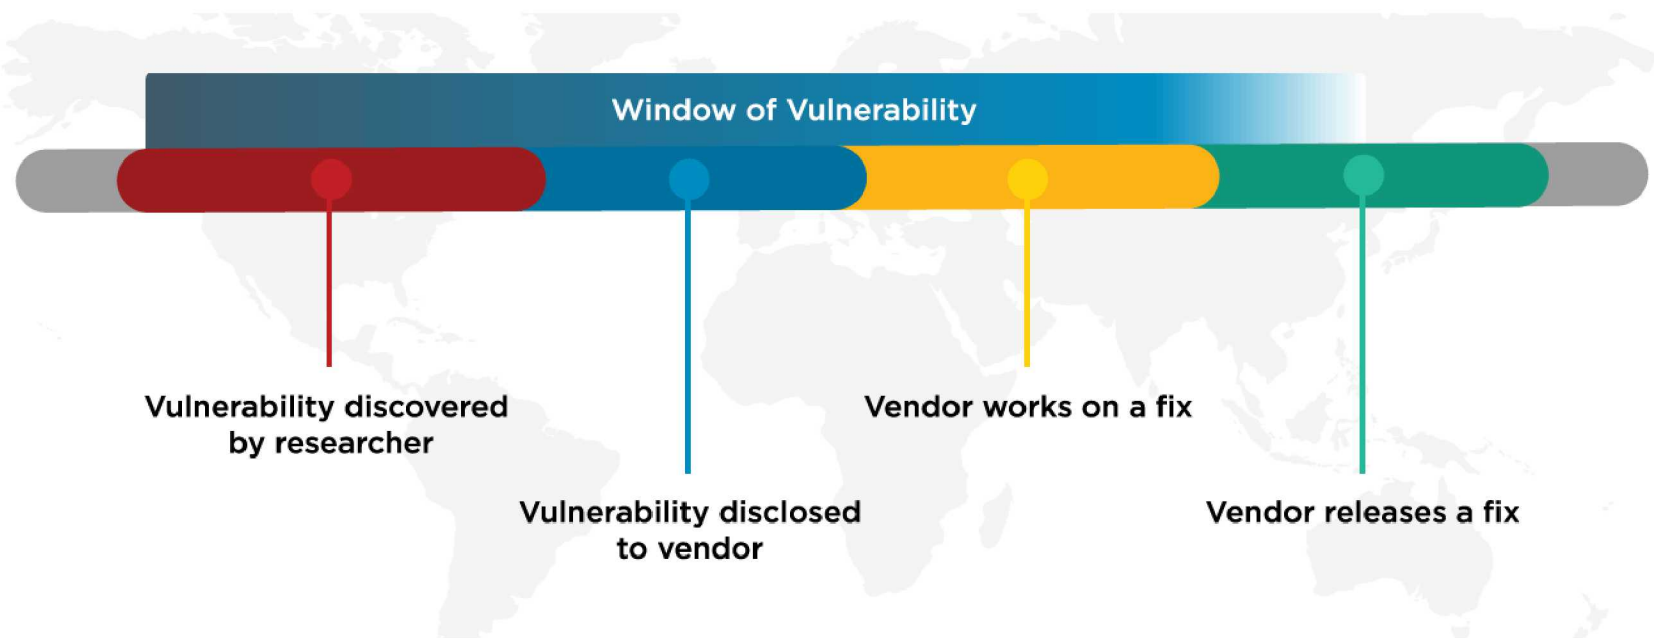 Window of Vulnerability
Vulnerability discovered
by researcher
Vulnerability disclosed
to vendor
Vendor works on a fix
Vendor releases a fix